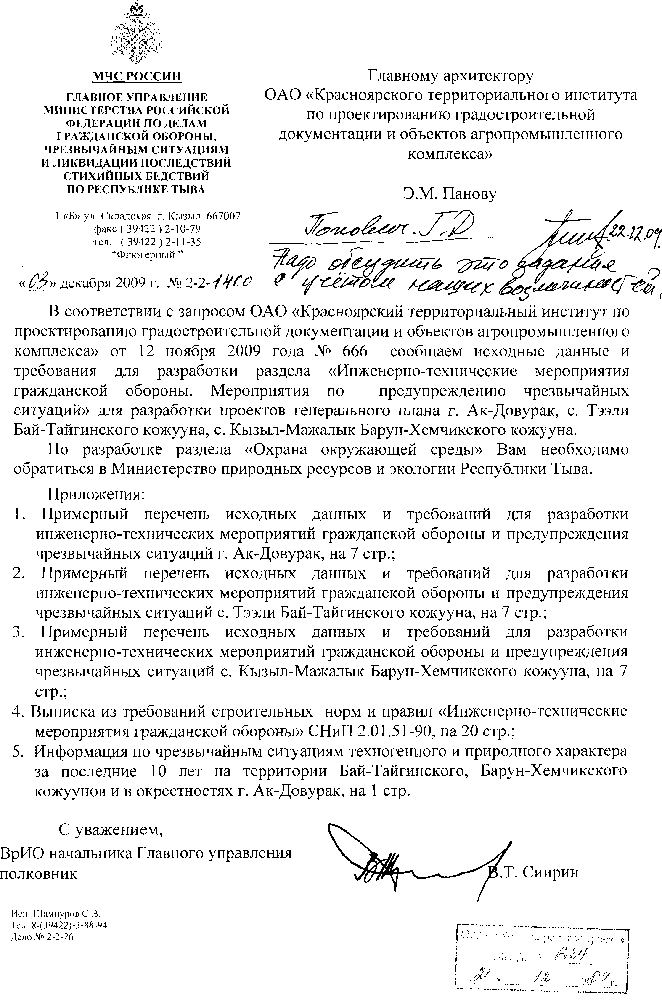 МЧС РОССИИ
ГЛАВНОЕ УПРАВЛЕНИЕ
МИНИСТЕРСТВА РОССИЙСКОЙ
ФЕДЕРАЦИИ ПО ДЕЛАМ
ГРАЖДАНСКОЙ ОБОРОНЫ,
ЧРЕЗВЫЧАЙНЫМ СИТУАЦИЯМ
И ЛИКВИДАЦИИ ПОСЛЕДСТВИЙ
СТИХИЙНЫХ БЕДСТВИЙ
ПО РЕСПУБЛИКЕ ТЫВА
1 «Б» ул. Складская г. Кызыл 667007
факс ( 39422 ) 2-10-79
тел. ( 39422 ) 2-11-35
“Флюгерный ”
«03» декабря 2009 г. № 2-2-1460
Главному архитектору
ОАО «Красноярского территориального института
по проектированию градостроительной
документации и объектов агропромышленного
комплекса»
Э.М. Панову
Попович. Г.Д
22.12.09.
Надо обсудить это задания
с учётом наших возможностей.
В соответствии с запросом ОАО «Красноярский территориальный институт по
проектированию градостроительной документации и объектов агропромышленного
комплекса» от 12 ноября 2009 года № 666 сообщаем исходные данные и
требования для разработки раздела «Инженерно-технические мероприятия
гражданской обороны. Мероприятия по предупреждению чрезвычайных
ситуаций» для разработки проектов генерального плана г. Ак-Довурак, с. Тээли
Бай-Тайгинского кожууна, с. Кызыл-Мажалык Барун-Хемчикского кожууна.
По разработке раздела «Охрана окружающей среды» Вам необходимо
обратиться в Министерство природных ресурсов и экологии Республики Тыва.
Приложения:
1. Примерный перечень исходных данных и требований для разработки
инженерно-технических мероприятий гражданской обороны и предупреждения
чрезвычайных ситуаций г. Ак-Довурак, на 7 стр.;
2. Примерный перечень исходных данных и требований для разработки
инженерно-технических мероприятий гражданской обороны и предупреждения
чрезвычайных ситуаций с. Тээли Бай-Тайгинского кожууна, на 7 стр.;
3. Примерный перечень исходных данных и требований для разработки
инженерно-технических мероприятий гражданской обороны и предупреждения
чрезвычайных ситуаций с. Кызыл-Мажалык Барун-Хемчикского кожууна, на 7
стр.;
4. Выписка из требований строительных норм и правил «Инженерно-технические
мероприятия гражданской обороны» СНиП 2.01.51-90, на 20 стр.;
5. Информация по чрезвычайным ситуациям техногенного и природного характера
за последние 10 лет на территории Бай-Тайгинского, Барун-Хемчикского
кожуунов и в окрестностях г. Ак-Довурак, на 1 стр.
С уважением,
ВрИО начальника Главного управления
полковник
В.Т. Сиирин
Исп. Шампуров С.В.
Тел. 8-(39422)-3-88-94
Дело № 2-2-26
ОАО
624
«21.» 12 2009 г.